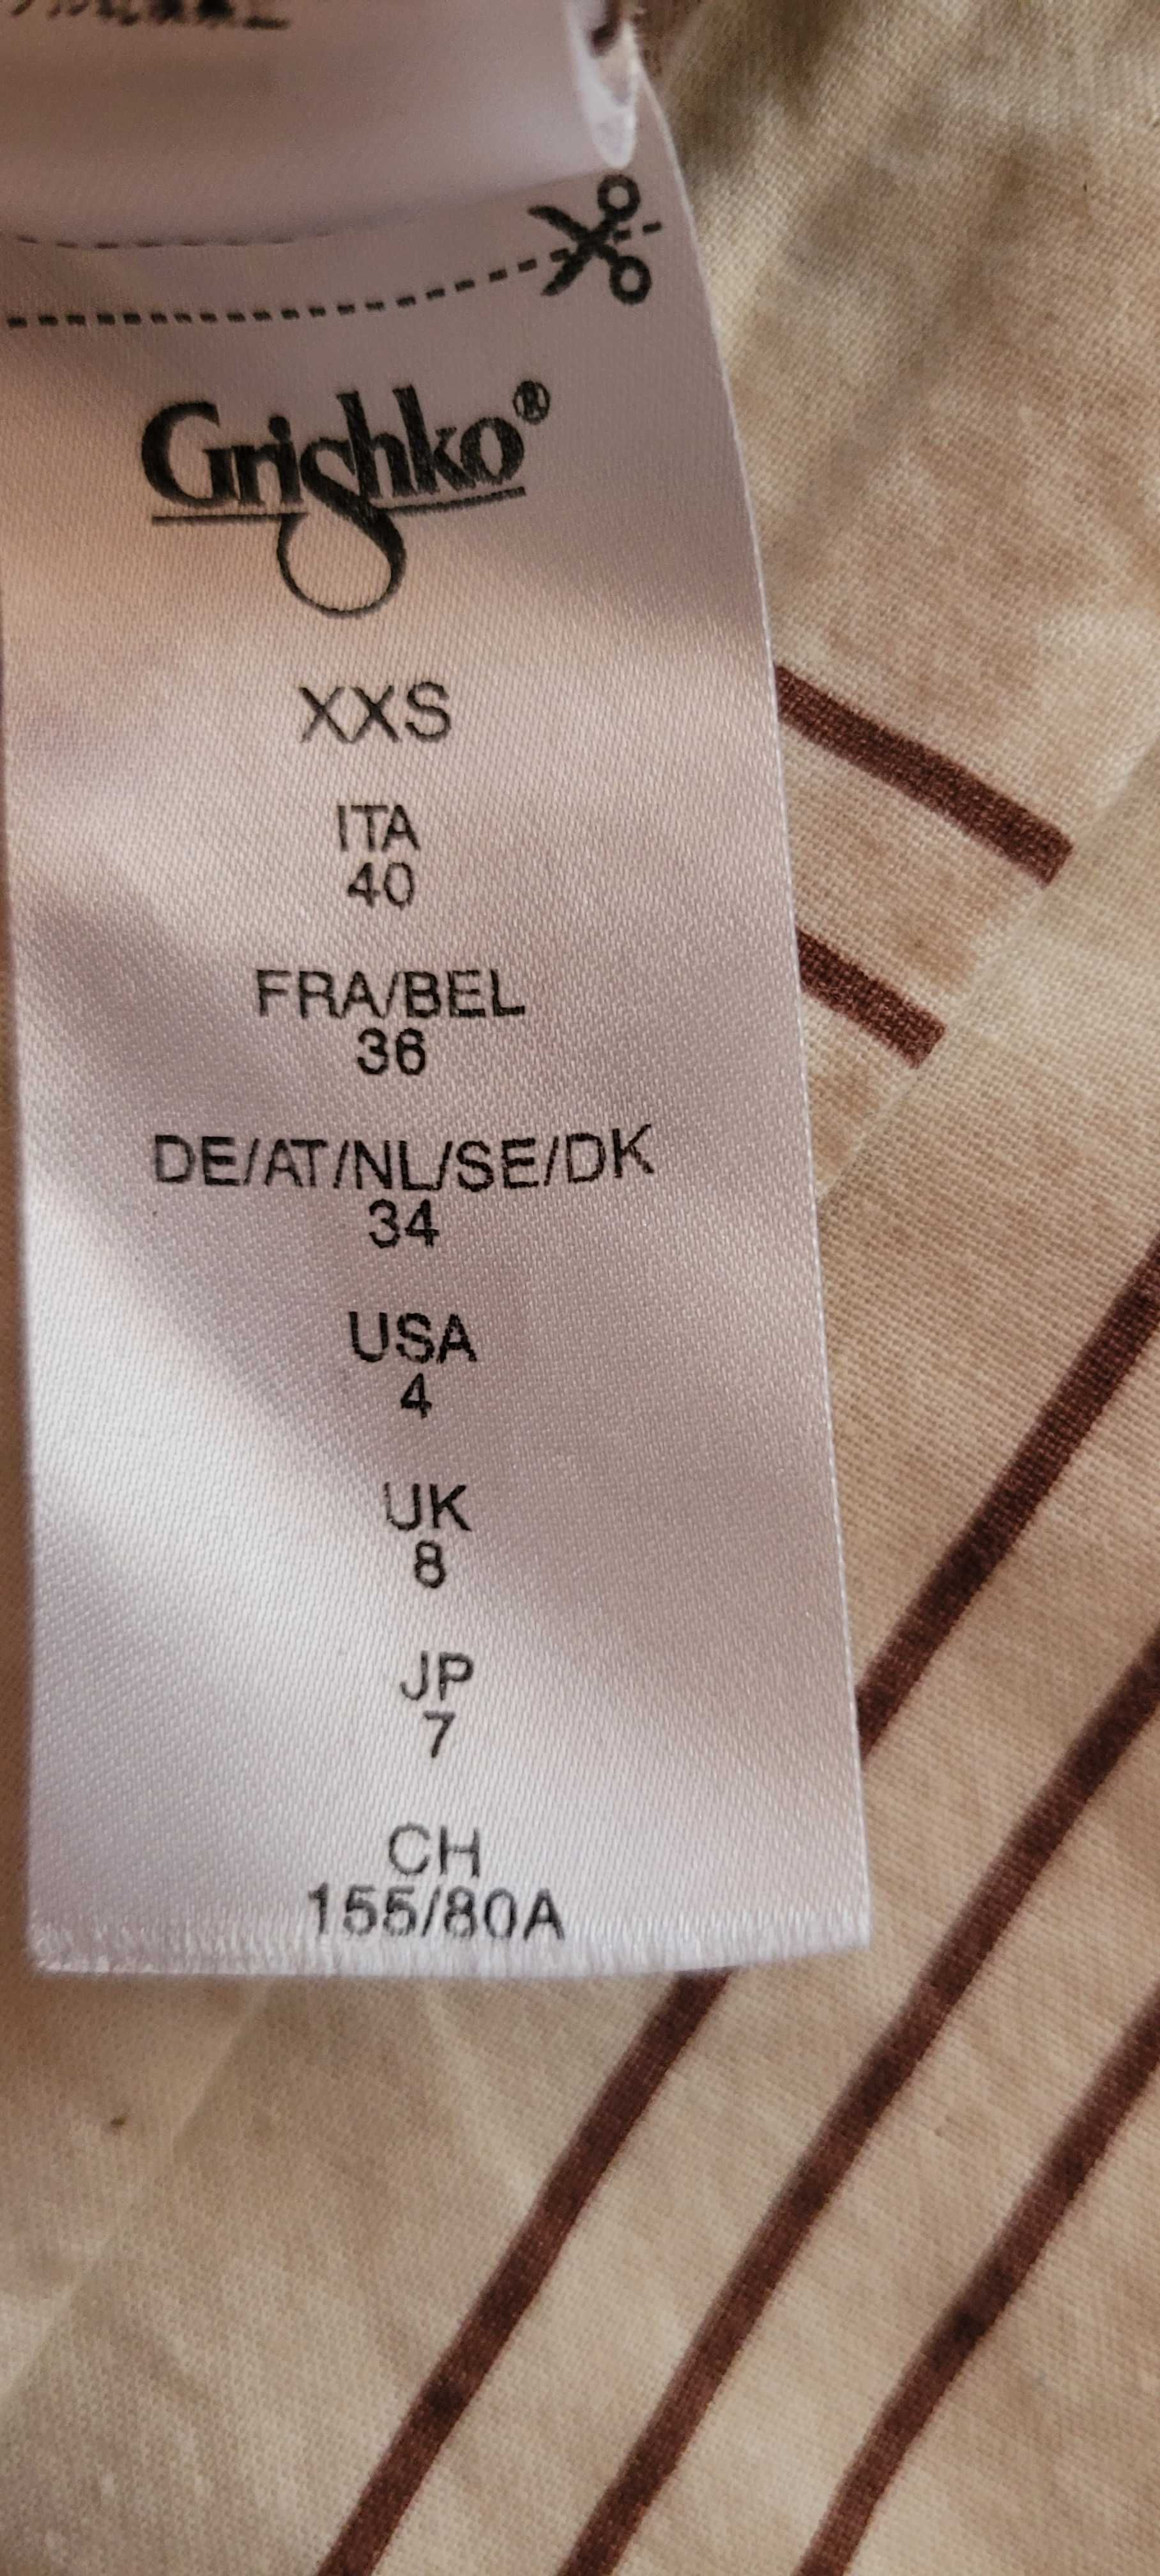 Grishko®
XXS
ITA
40
FRA/BEL
36
DE/AT/NL/SE/DK
34
USA
4
UK
8
JP
7
CH
155/80A